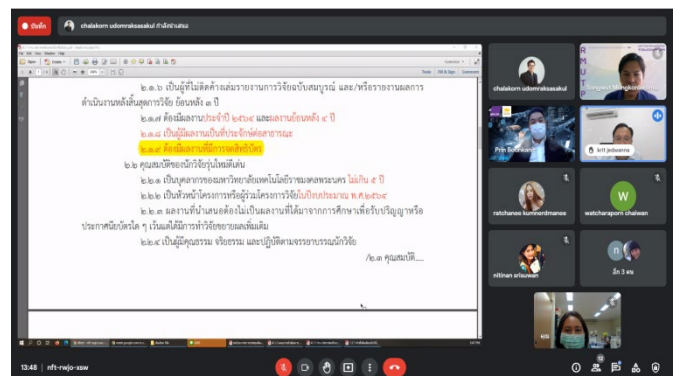 บันทึก
chalakorn udomraksasakul กำลังนำเสนอ
๒.๑.๖ เป็นผู้ที่ไม่ติดค้างเล่มรายงานการวิจัยฉบับสมบูรณ์ และ/หรือรายงานผลการ
ดำเนินงานหลังสิ้นสุดการวิจัย ย้อนหลัง ๓ ปี
๒.๑.๗ ต้องมีผลงานประจำปี ๒๕๖๔ และผลงานย้อนหลัง ๔ ปี
๒.๑.๘ เป็นผู้มีผลงานเป็นที่ประจักษ์ต่อสาธารณะ
๒.๑.๙ ต้องมีผลงานที่มีการจดสิทธิบัตร
๒.๒ คุณสมบัติของนักวิจัยรุ่นใหม่ดีเด่น
๒.๒.๑ เป็นบุคลากรของมหาวิทยาลัยเทคโนโลยีราชมงคลพระนคร ไม่เกิน ๕ ปี
๒.๒.๒ เป็นหัวหน้าโครงการหรือผู้ร่วมโครงการวิจัยในปีงบประมาณ พ.ศ.๒๕๖๔
๒.๒.๓ ผลงานที่นำเสนอต้องไม่เป็นผลงานที่ได้มาจากการศึกษาเพื่อรับปริญญาหรือ
ประกาศนียบัตรใด ๆ เว้นแต่ได้มีการทำวิจัยขยายผลเพิ่มเติม
๒.๒.๔ เป็นผู้มีคุณธรรม จริยธรรม และปฏิบัติตามจรรยาบรรณนักวิจัย
/๒.๓ คุณสมบัติ....
chalakorn udomraksasakul
R
M
U
T
P
Prin Boonkanit
krit jedwanna
ratchanee kumnerdmanee
W
watcharaporn chaiwan
nitinan srisuwan
n
อีก 3 คน
คุณ
13:48 | nft-rwjo-xsw
12